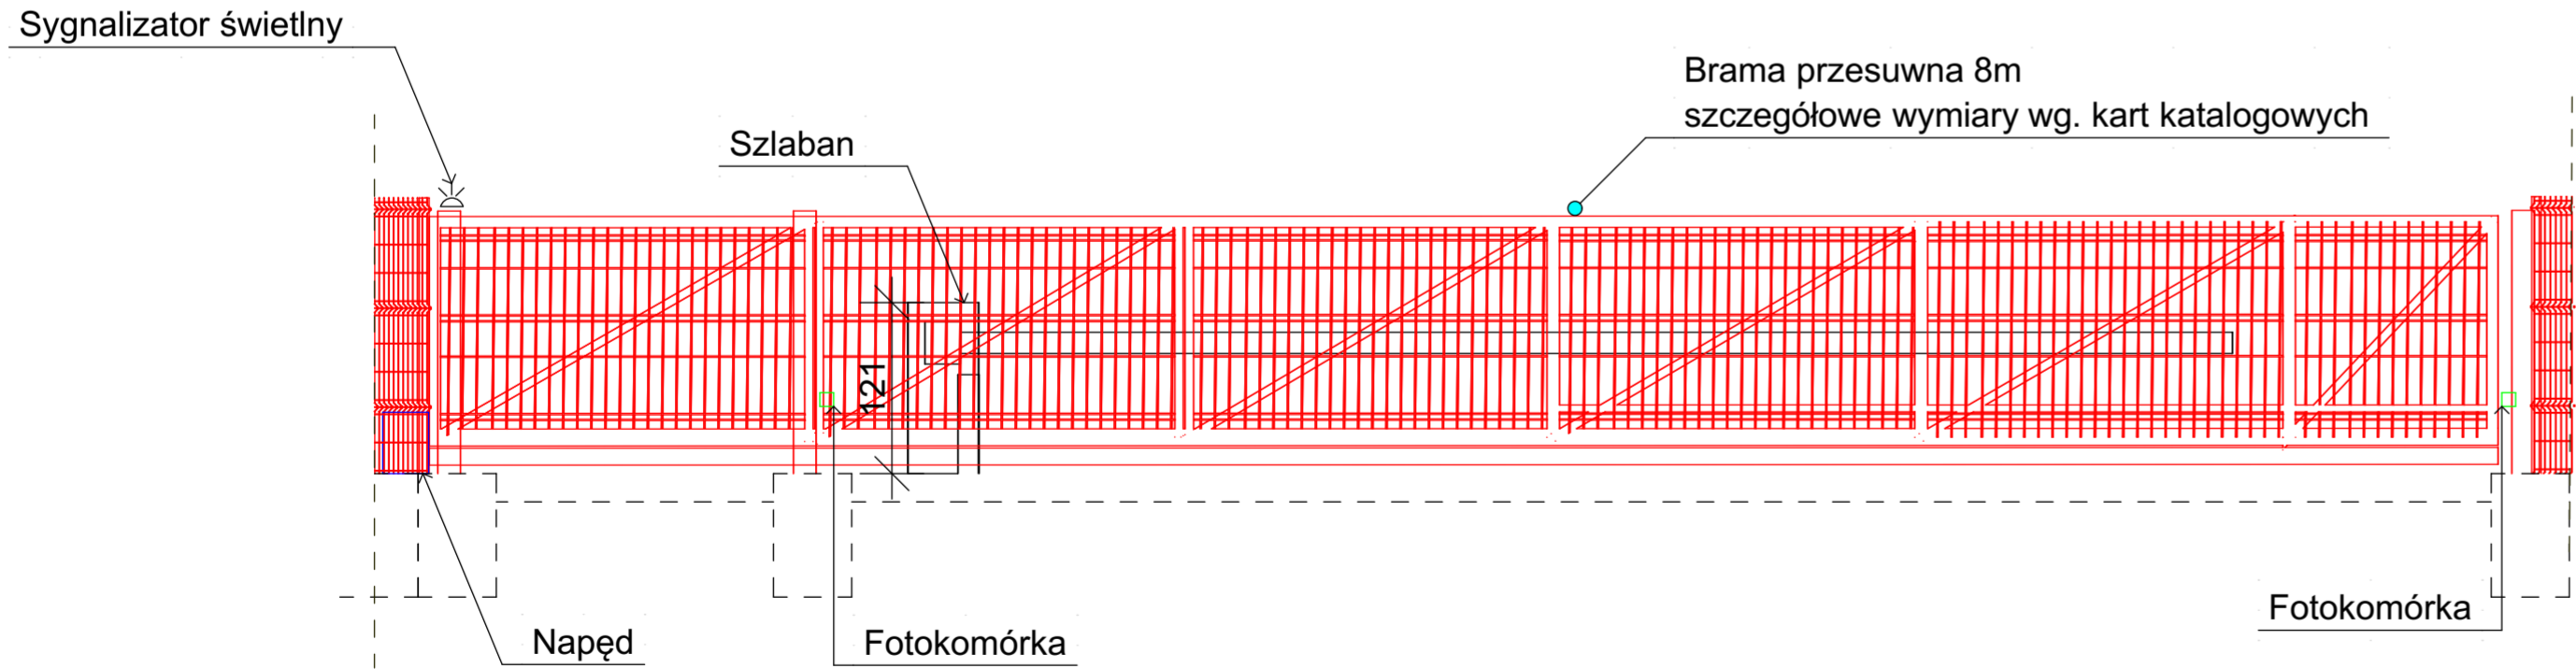 Sygnalizator świetlny
Brama przesuwna 8m
szczegółowe wymiary wg. kart katalogowych
Szlaban
121
Napęd
Fotokomórka
Fotokomórka